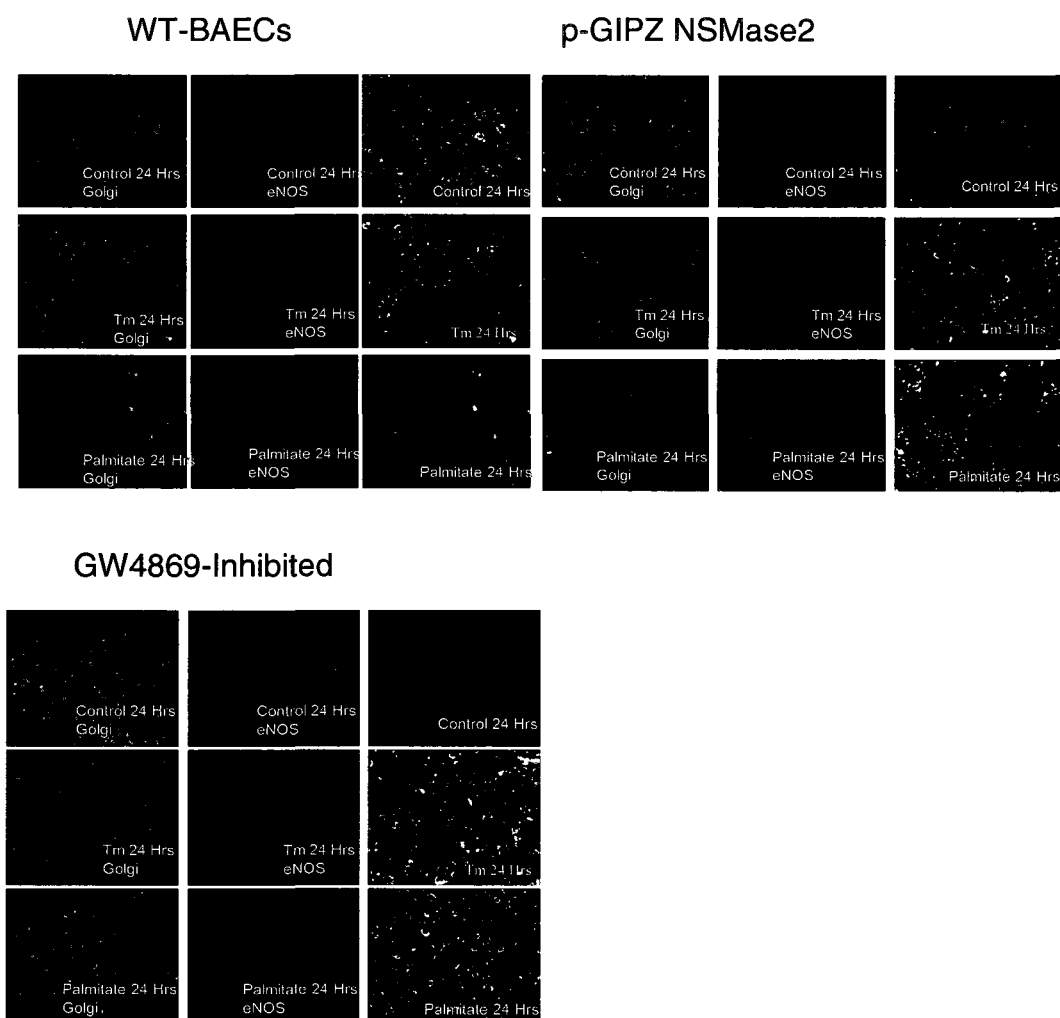 WT-BAECs
p-GIPZ NSMase2
Control 24 Hrs
Golgi
Control 24 Hr
eNOS
Control 24 Hrs
Control 24 Hrs
Golgi
Control 24 Hrs
eNOS
Control 24 Hrs
Tm 24 Hrs
Golgi
Tm 24 Hrs
eNOS
Tm 24 Hrs
Tm 24 Hrs
Golgi
Tm 24 Hrs
eNOS
Tm 24 Hrs
Palmitate 24 Hrs
Golgi
Palmitate 24 Hrs
eNOS
Palmitate 24 Hrs
Palmitate 24 Hrs
Golgi
Palmitate 24 Hrs
eNOS
Palmitate 24 Hrs
GW4869-Inhibited
Control 24 Hrs
Golgi
Control 24 Hrs
eNOS
Control 24 Hrs
Tm 24 Hrs
Golgi
Tm 24 Hrs
eNOS
Tm 24 Hrs
Palmitate 24 Hrs
Golgi
Palmitate 24 Hrs
eNOS
Palmitate 24 Hrs